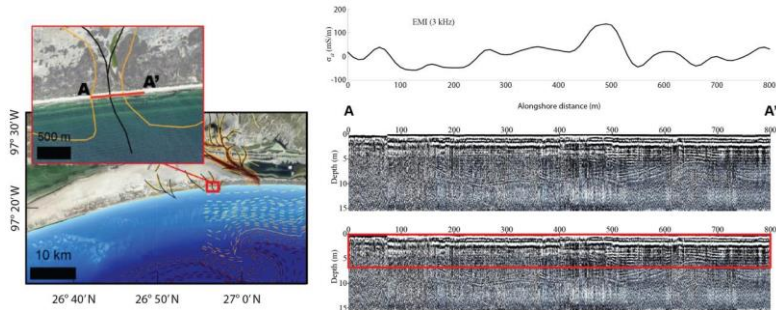 A
A'
500 m
97° 30'W
97° 20'W
10 km
26° 40'N
26° 50'N
27° 0'N
EMI (3 kHz)
200
100
0
-100
0
100
200
300
400
500
600
700
800
Alongshore distance (m)
A
A'
0
100
200
300
400
500
600
700
800
0
5
10
15
Depth (m)
0
100
200
300
400
500
600
700
800
0
5
10
15
Depth (m)